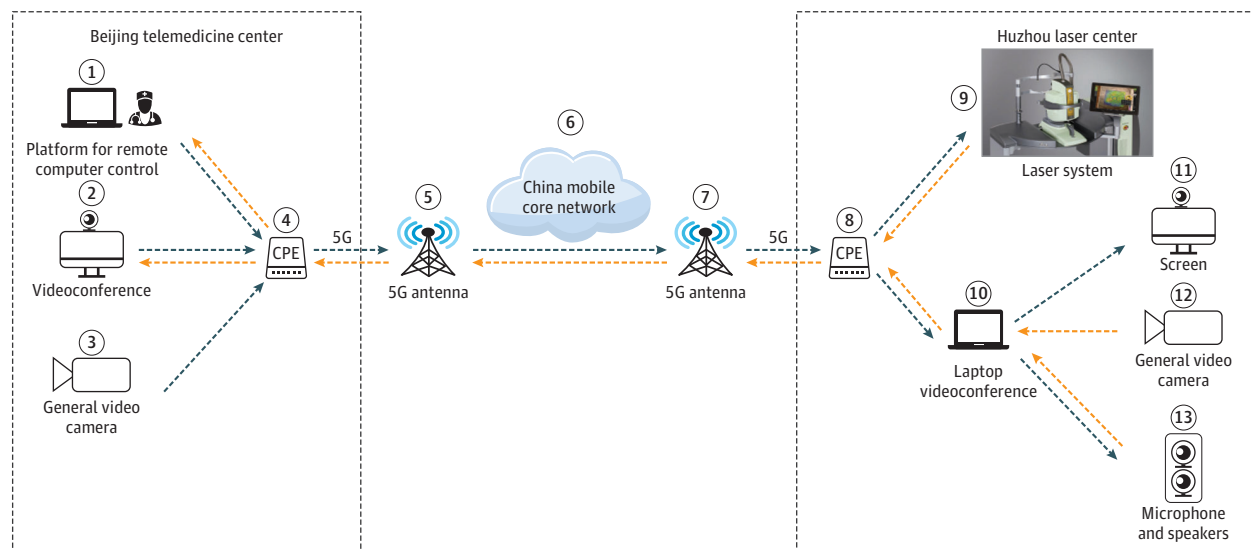 Beijing telemedicine center
1
Platform for remote
computer control
2
Videoconference
3
General video
camera
4
CPE
5G
5
5G antenna
6
China mobile
core network
7
5G antenna
5G
8
CPE
Huzhou laser center
9
Laser system
10
Laptop
videoconference
11
Screen
12
General video
camera
13
Microphone
and speakers